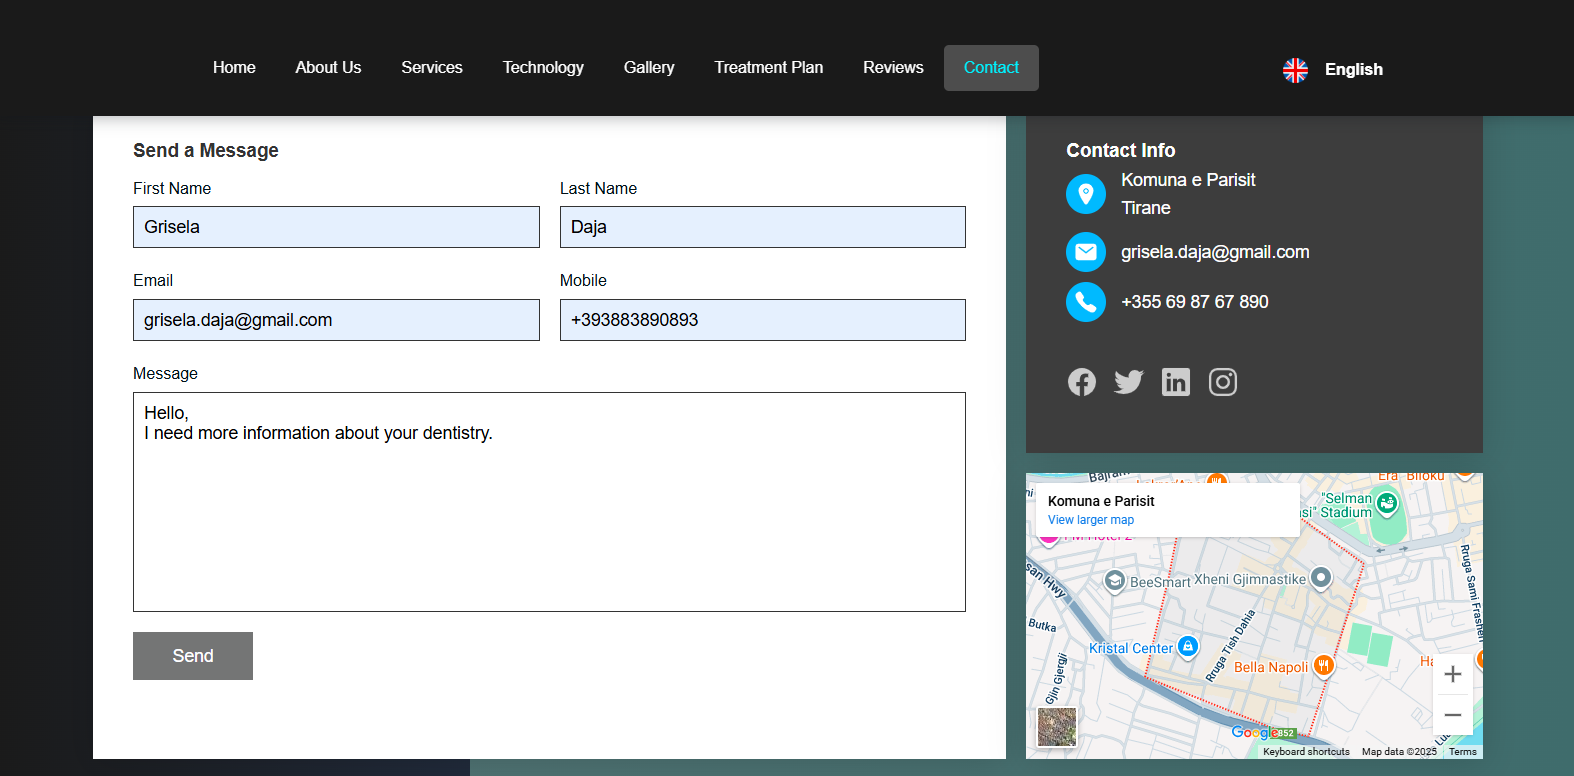 Home About Us Services Technology Gallery Treatment Plan Reviews Contact English
Send a Message
First Name
Last Name
Grisela
Daja
Email
Mobile
grisela.daja@gmail.com
+393883890893
Message
Hello,
I need more information about your dentistry.
Send
Contact Info
Komuna e Parisit
Tirane
grisela.daja@gmail.com
+355 69 87 67 890
Bajram
Era "Blloku"
Komuna e Parisit
View larger map
"Selman
Stadium
BeeSmart
Xheni Gjimnastike
Hwy
Rruga Sami Frasheri
Butka
Kristal Center
Rruga Tish Dahia
Bella Napoli
Gjin Gjergji
Google
852
Keyboard shortcuts
Map data ©2025
Terms